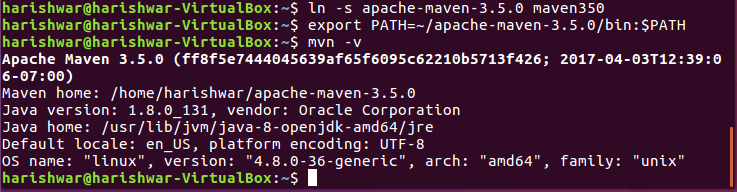 harishwar@harishwar-VirtualBox:~$ ln -s apache-maven-3.5.0 maven350
harishwar@harishwar-VirtualBox:~$ export PATH=~/apache-maven-3.5.0/bin:$PATH
harishwar@harishwar-VirtualBox:~$ mvn -v
Apache Maven 3.5.0 (ff8f5e7444045639af65f6095c62210b5713f426; 2017-04-03T12:39:0
6-07:00)
Maven home: /home/harishwar/apache-maven-3.5.0
Java version: 1.8.0_131, vendor: Oracle Corporation
Java home: /usr/lib/jvm/java-8-openjdk-amd64/jre
Default locale: en_US, platform encoding: UTF-8
OS name: "linux", version: "4.8.0-36-generic", arch: "amd64", family: "unix"
harishwar@harishwar-VirtualBox:~$